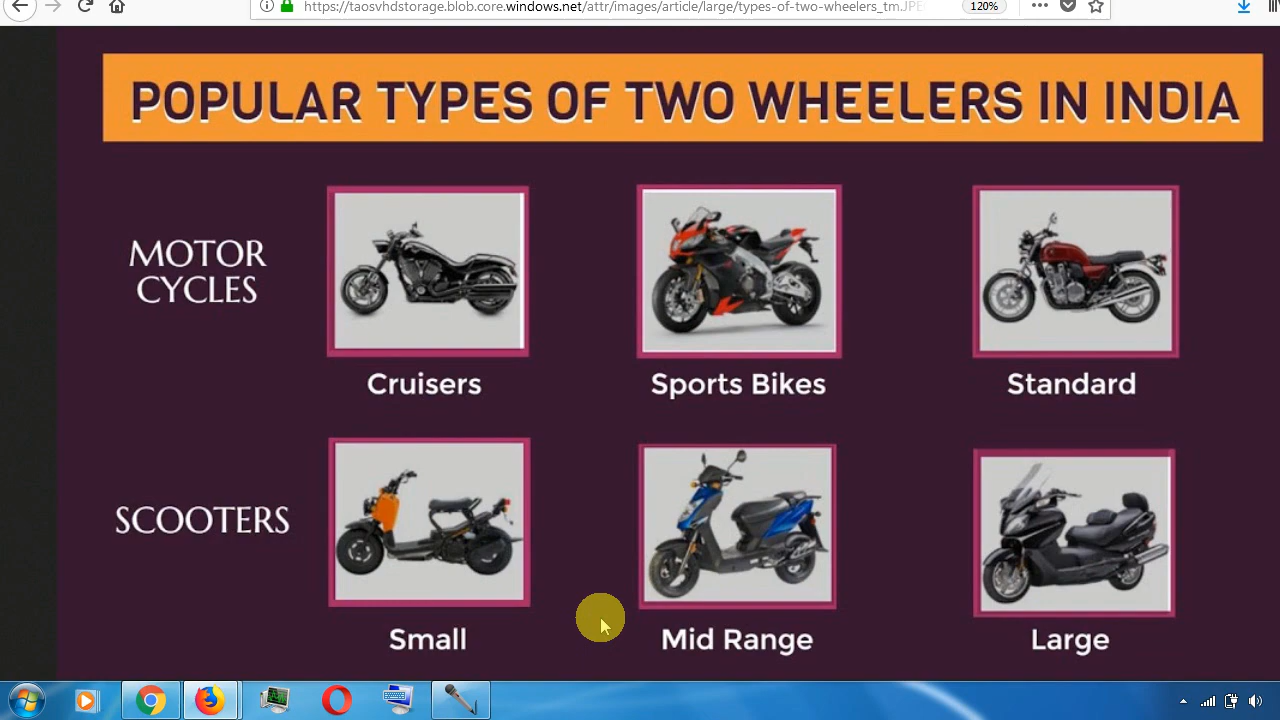 https://taosvhdstorage.blob.core.windows.net/attr/images/article/large/types-of-two-wheelers_tm.JPE
120%
POPULAR TYPES OF TWO WHEELERS IN INDIA
MOTOR
CYCLES
Cruisers
Sports Bikes
Standard
SCOOTERS
Small
Mid Range
Large